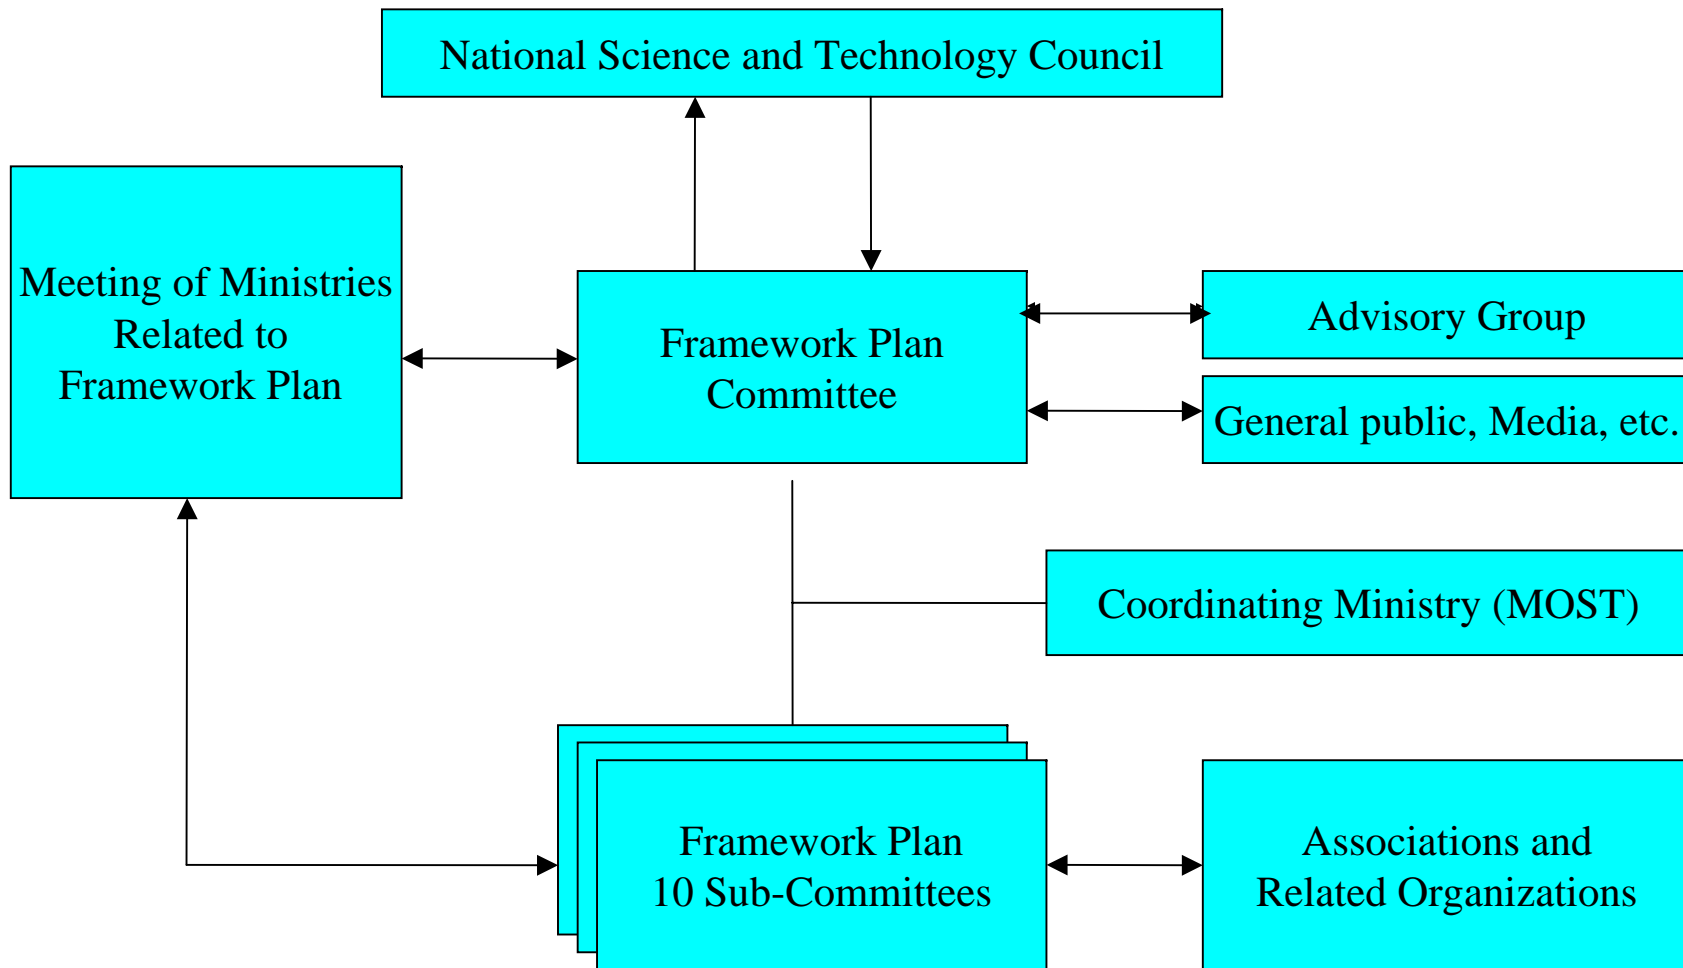 National Science and Technology Council
Meeting of Ministries
Related to
Framework Plan
Framework Plan
Committee
Advisory Group
General public, Media, etc.
Coordinating Ministry (MOST)
Framework Plan
10 Sub-Committees
Associations and
Related Organizations